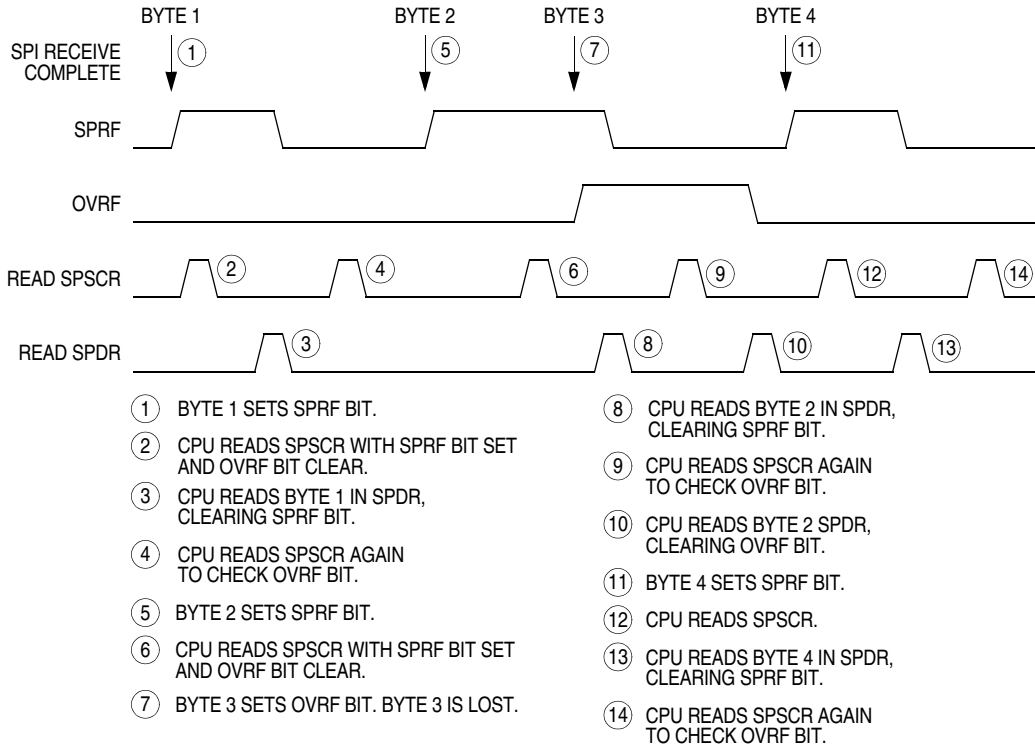 BYTE 1 BYTE 2 BYTE 3 BYTE 4
SPI RECEIVE
COMPLETE
1 5 7 11
SPRF
OVRF
READ SPSCR
2 4 6 9 12 14
READ SPDR
3 8 10 13
1 BYTE 1 SETS SPRF BIT.
2 CPU READS SPSCR WITH SPRF BIT SET
AND OVRF BIT CLEAR.
3 CPU READS BYTE 1 IN SPDR,
CLEARING SPRF BIT.
4 CPU READS SPSCR AGAIN
TO CHECK OVRF BIT.
5 BYTE 2 SETS SPRF BIT.
6 CPU READS SPSCR WITH SPRF BIT SET
AND OVRF BIT CLEAR.
7 BYTE 3 SETS OVRF BIT. BYTE 3 IS LOST.
8 CPU READS BYTE 2 IN SPDR,
CLEARING SPRF BIT.
9 CPU READS SPSCR AGAIN
TO CHECK OVRF BIT.
10 CPU READS BYTE 2 SPDR,
CLEARING OVRF BIT.
11 BYTE 4 SETS SPRF BIT.
12 CPU READS SPSCR.
13 CPU READS BYTE 4 IN SPDR,
CLEARING SPRF BIT.
14 CPU READS SPSCR AGAIN
TO CHECK OVRF BIT.